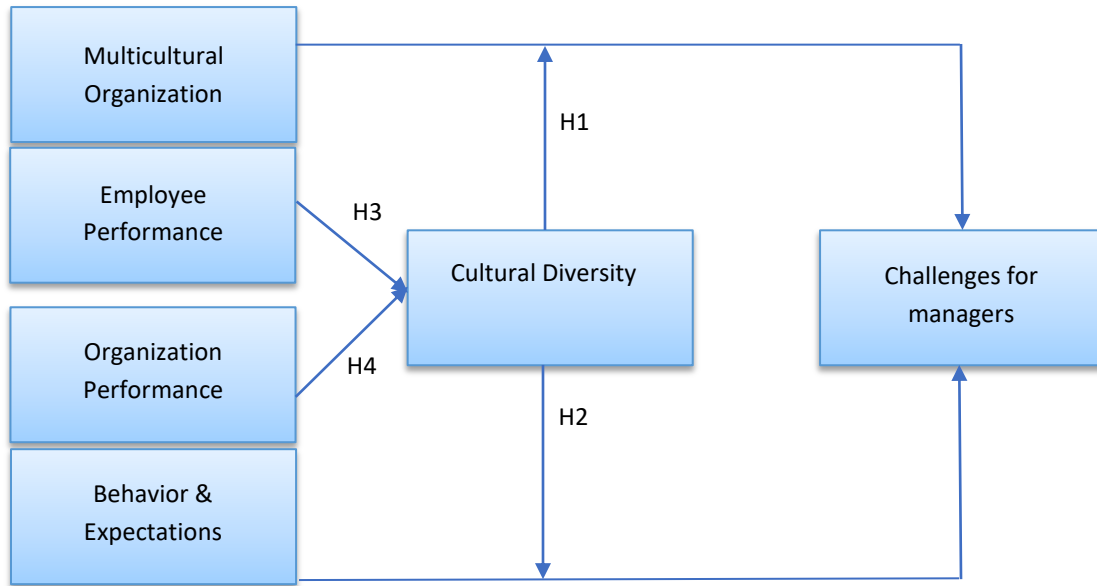 Multicultural
Organization
H1
Employee
Performance
H3
Cultural Diversity
Challenges for
managers
Organization
Performance
H4
H2
Behavior &
Expectations